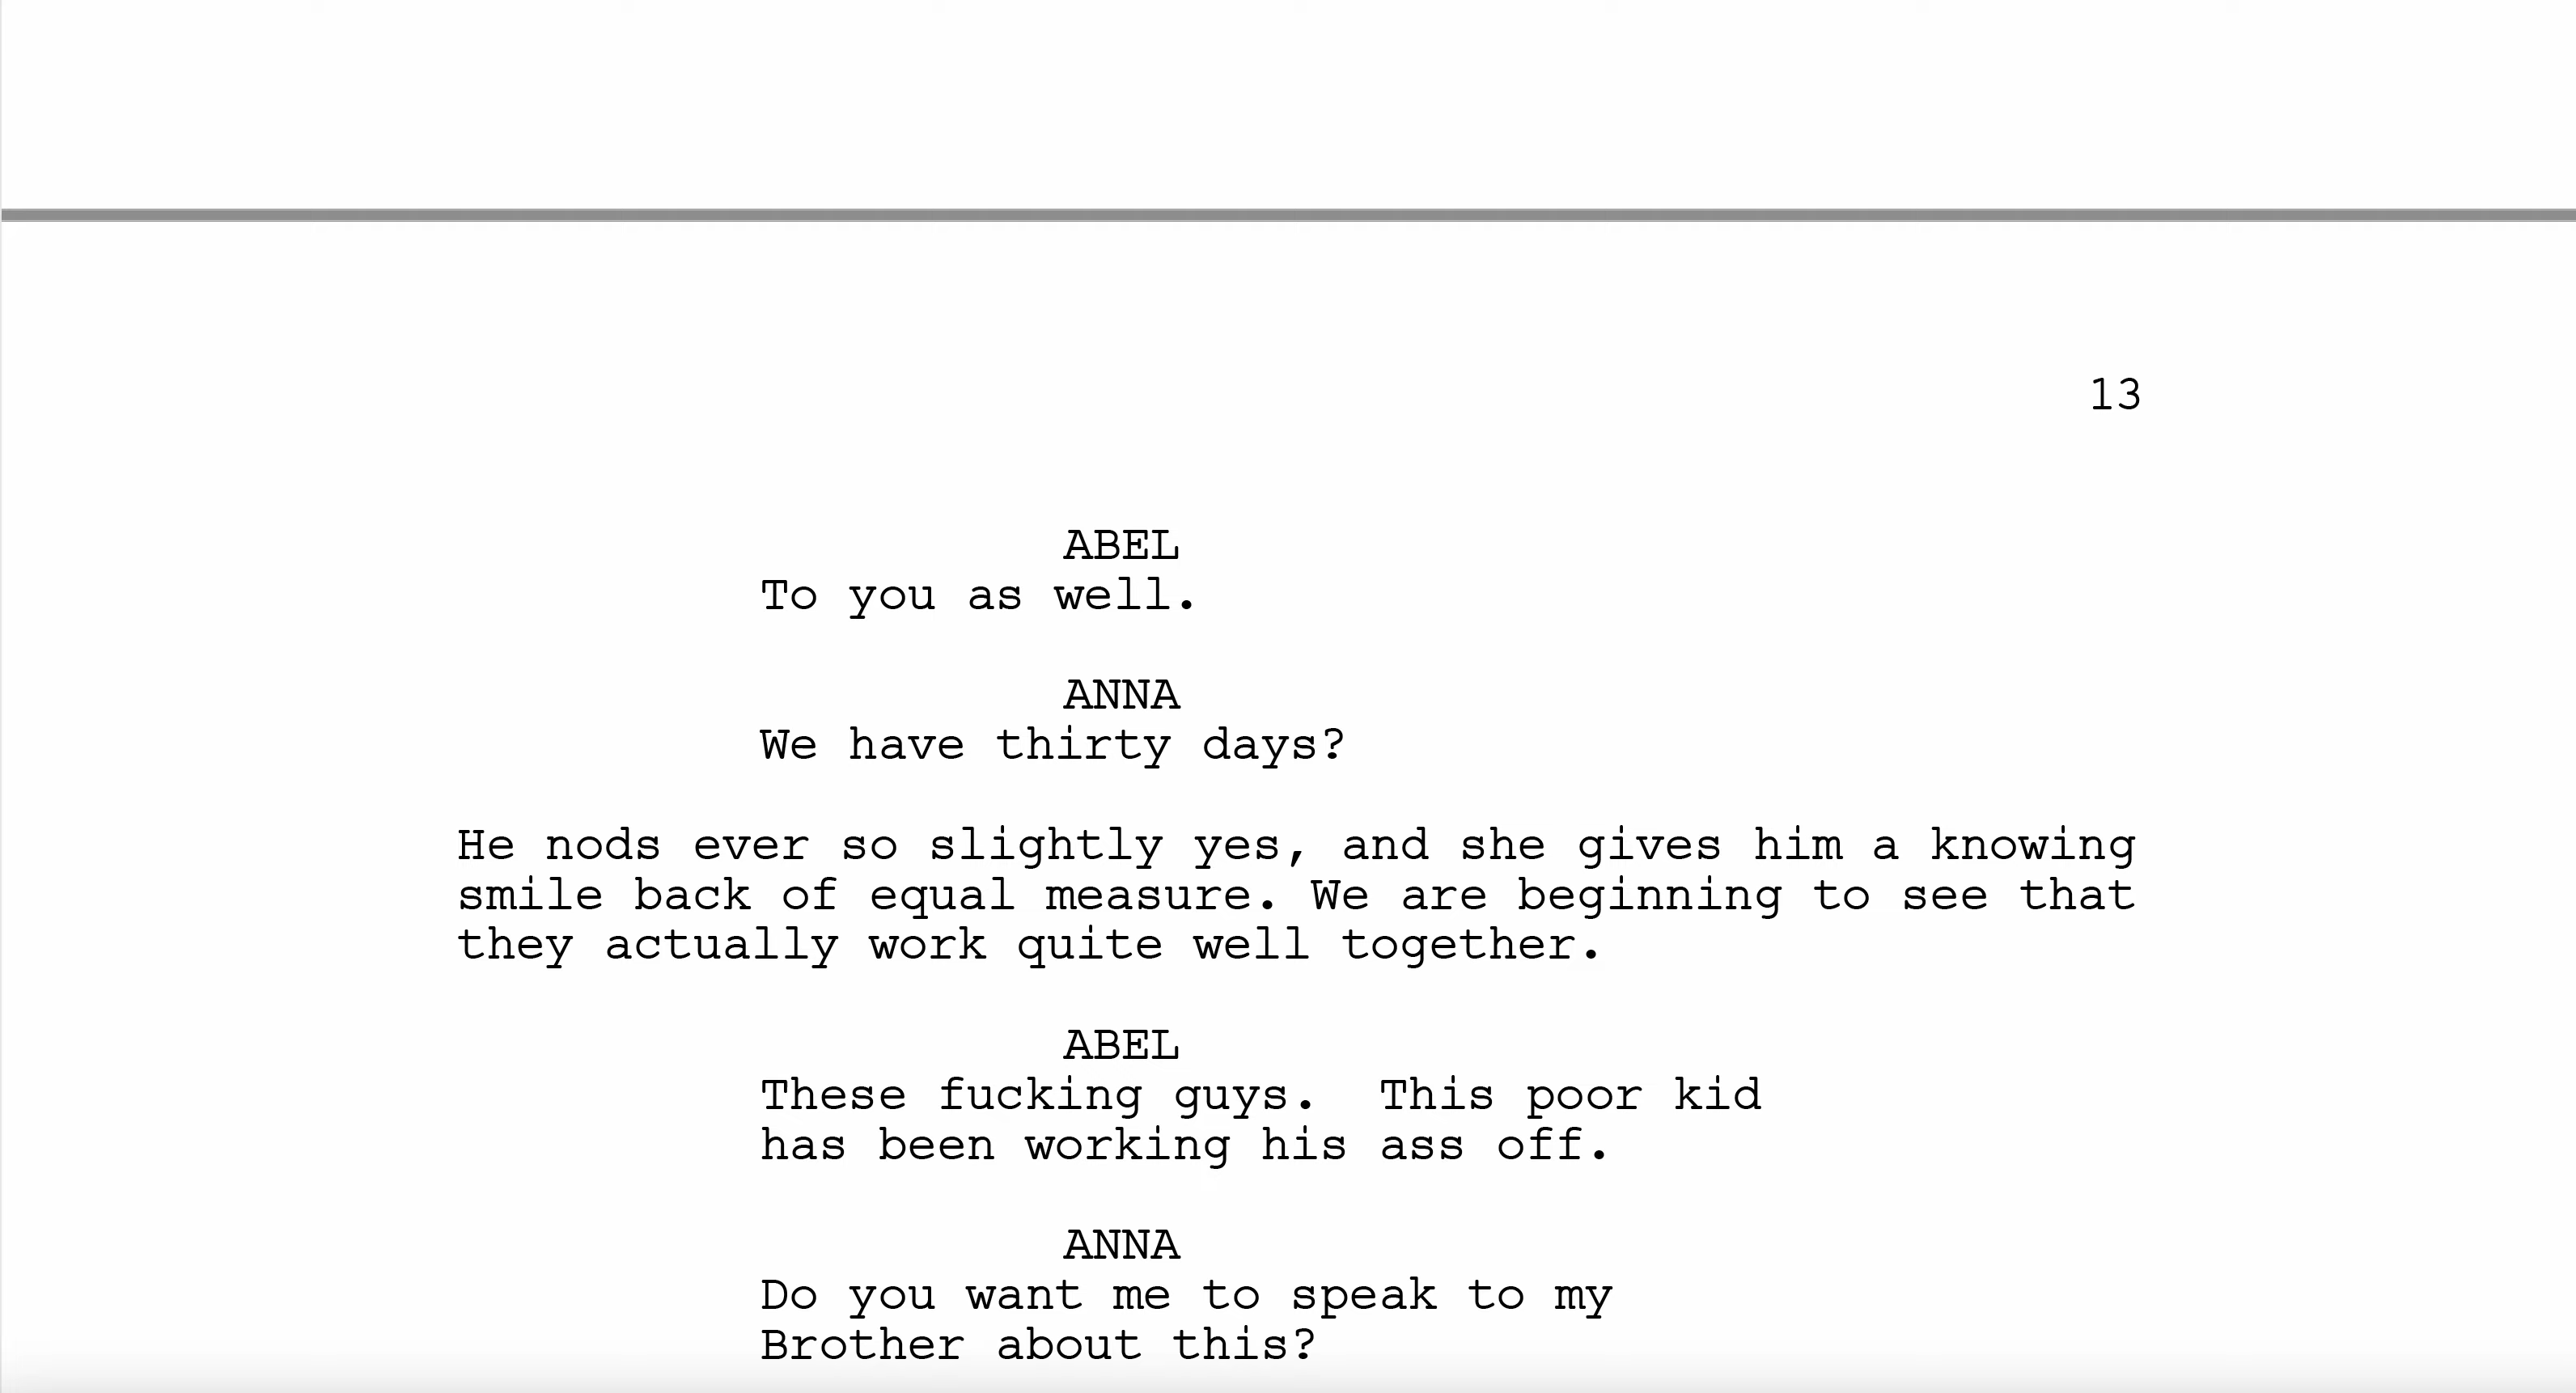 13
ABEL
To you as well.
ANNA
We have thirty days?
He nods ever so slightly yes, and she gives him a knowing
smile back of equal measure. We are beginning to see that
they actually work quite well together.
ABEL
These fucking guys.  This poor kid
has been working his ass off.
ANNA
Do you want me to speak to my
Brother about this?